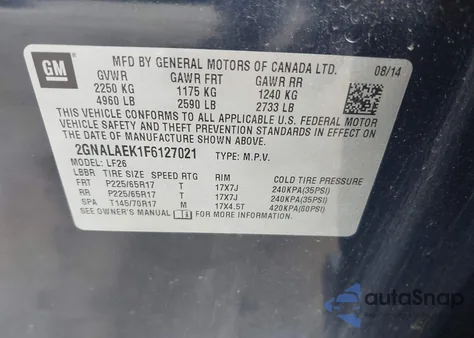 GM
MFD BY GENERAL MOTORS OF CANADA LTD. 08/14
GVWR GAWR FRT GAWR RR
2250 KG 1175 KG 1240 KG
4960 LB 2590 LB 2733 LB
THIS VEHICLE CONFORMS TO ALL APPLICABLE U.S. FEDERAL MOTOR VEHICLE SAFETY, BUMPER, AND THEFT PREVENTION STANDARDS IN EFFECT ON THE DATE OF MANUFACTURE SHOWN ABOVE.
2GNALAEK1F6127021 TYPE: M.P.V.
MODEL: LF26
LBBR TIRE SIZE SPEED RTG RIM COLD TIRE PRESSURE
FRT P225/65R17 T 17X7J 240KPA(35PSI)
RR P225/65R17 T 17X7J 240KPA(35PSI)
SPA T145/70R17 M 17X4.5T 420KPA(60PSI)
SEE OWNER'S MANUAL FOR MORE INFORMATION.
autoSnap